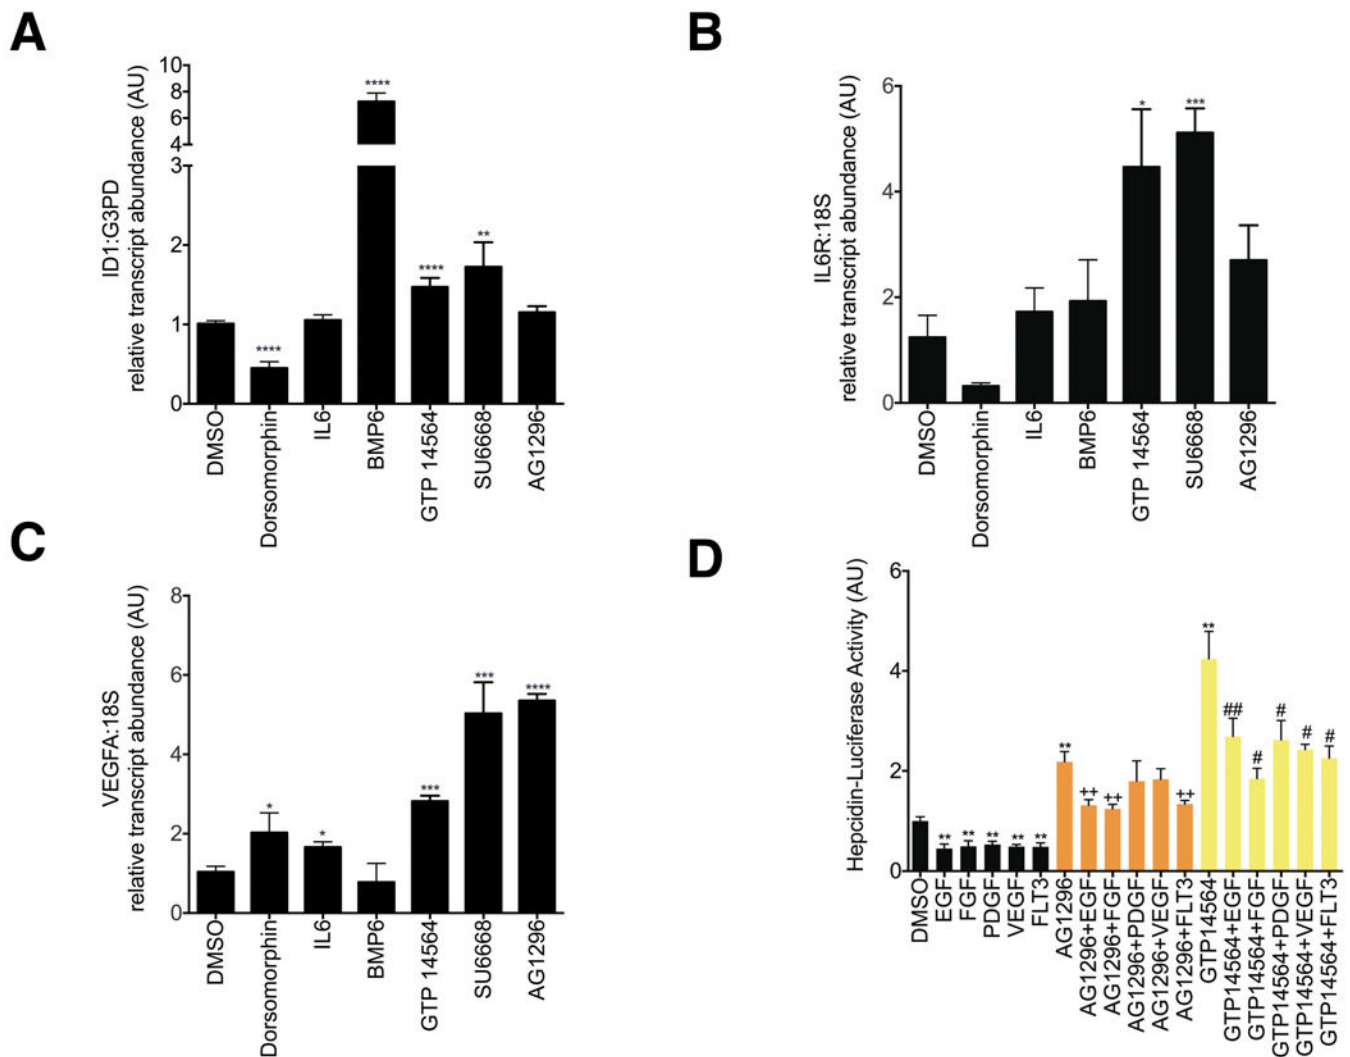 A
ID1:G3PD
relative transcript abundance (AU)
10
8
6
4
3
2
1
0
****
****
****
**
DMSO
Dorsomorphin
IL6
BMP6
GTP 14564
SU6668
AG1296
B
IL6R:18S
relative transcript abundance (AU)
6
4
2
0
*
***
DMSO
Dorsomorphin
IL6
BMP6
GTP 14564
SU6668
AG1296
C
VEGFA:18S
relative transcript abundance (AU)
8
6
4
2
0
*
*
***
***
****
DMSO
Dorsomorphin
IL6
BMP6
GTP 14564
SU6668
AG1296
D
Hepcidin-Luciferase Activity (AU)
6
4
2
0
**
**
**
**
**
**
++
++
++
**
##
#
#
#
#
DMSO
EGF
FGF
PDGF
VEGF
FLT3
AG1296
AG1296+EGF
AG1296+FGF
AG1296+PDGF
AG1296+VEGF
AG1296+FLT3
GTP14564
GTP14564+EGF
GTP14564+FGF
GTP14564+PDGF
GTP14564+VEGF
GTP14564+FLT3